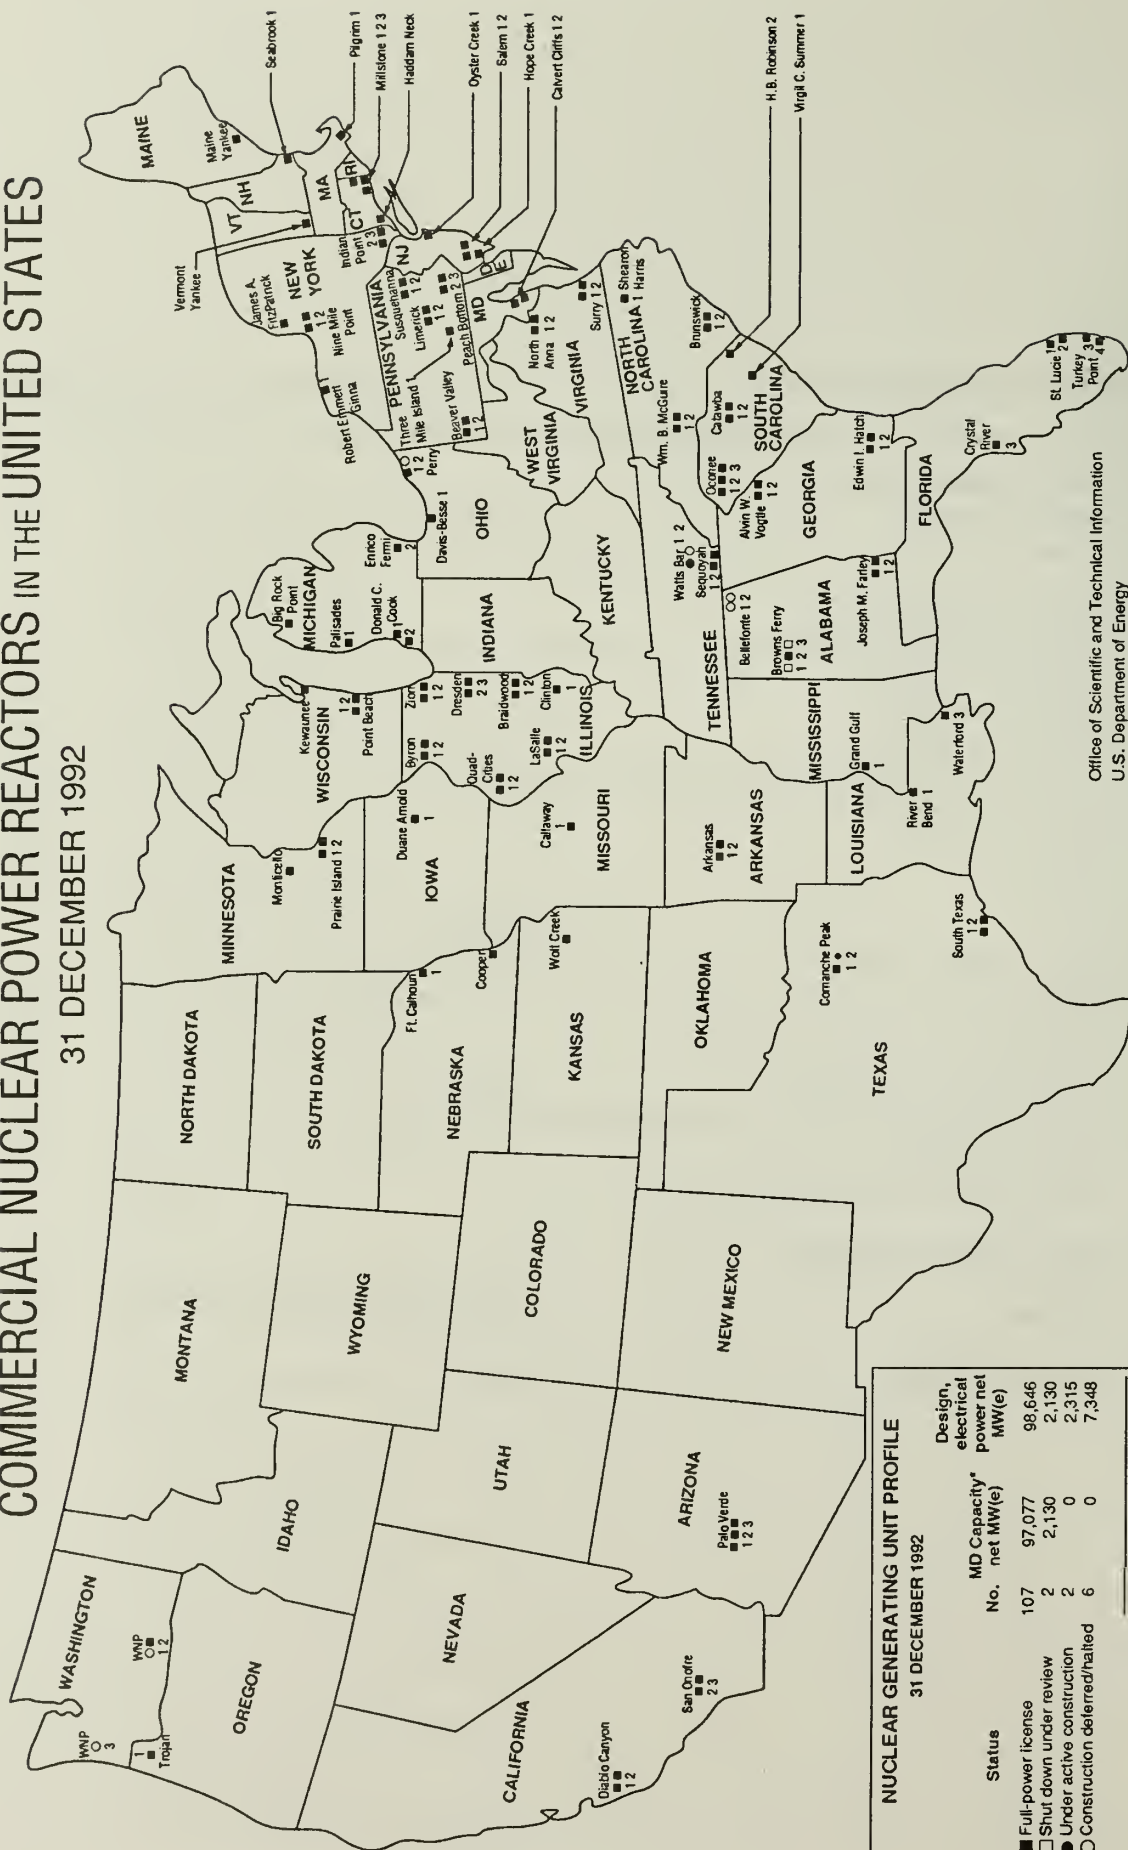 COMMERCIAL NUCLEAR POWER REACTORS IN THE UNITED STATES
31 DECEMBER 1992
WASHINGTON
WNP
3
WNP
1 2
1
Trojan
OREGON
IDAHO
MONTANA
NORTH DAKOTA
SOUTH DAKOTA
WYOMING
NEVADA
UTAH
COLORADO
NEBRASKA
KANSAS
CALIFORNIA
Diablo Canyon
1 2
San Onofre
2 3
ARIZONA
Palo Verde
1 2 3
NEW MEXICO
OKLAHOMA
TEXAS
Comanche Peak
1 2
South Texas
1 2
MINNESOTA
Monticello
Prairie Island 1 2
IOWA
Duane Arnold
1
Ft. Calhoun
1
Cooper
Wolf Creek
MISSOURI
Callaway
1
ARKANSAS
Arkansas
1 2
LOUISIANA
River
Bend 1
Waterford 3
WISCONSIN
Kewaunee
1 2
Point Beach
MICHIGAN
Big Rock
Point
Palisades
1
Donald C.
Cook
1
2
Enrico
Fermi
2
ILLINOIS
Byron
1 2
Zion
1 2
Quad-
Cities
1 2
Dresden
2 3
Braidwood
1 2
LaSalle
1 2
Clinton
1
INDIANA
OHIO
Davis-Besse 1
1 2
Perry
KENTUCKY
TENNESSEE
Watts Bar 1 2
Sequoyah
1 2
MISSISSIPPI
Grand Gulf
1
ALABAMA
Bellefonte 1 2
Browns Ferry
1 2 3
Joseph M. Farley
1 2
GEORGIA
Alvin W.
Vogtle
1 2
Edwin I. Hatch
1 2
FLORIDA
Crystal
River
3
St. Lucie 1
2
Turkey
Point
3
4
SOUTH
CAROLINA
Oconee
1 2 3
Catawba
1 2
H.B. Robinson 2
Virgil C. Summer 1
NORTH
CAROLINA
Wm. B. McGuire
1 2
Brunswick
1 2
Shearon
1 Harris
VIRGINIA
Surry 1 2
North
Anna
1 2
WEST
VIRGINIA
PENNSYLVANIA
Susquehanna
1 2
Limerick
1 2
Three
Mile Island 1
Peach Bottom 2 3
Beaver Valley
1 2
MD
D
E
NJ
NEW
YORK
James A.
FitzPatrick
1 2
Nine Mile
Point
Robert Emmett
Ginna
1
Indian
Point
2 3
Vermont
Yankee
VT
NH
MAINE
Maine
Yankee
MA
CT
RI
Seabrook 1
Pilgrim 1
Millstone 1 2 3
Haddam Neck
Oyster Creek 1
Salem 1 2
Hope Creek 1
Calvert Cliffs 1 2
NUCLEAR GENERATING UNIT PROFILE
31 DECEMBER 1992
Status No. MD Capacity* net MW(e) Design, electrical power net MW(e)
Full-power license 107 97,077 98,646
Shut down under review 2 2,130 2,130
Under active construction 2 0 2,315
Construction deferred/halted 6 0 7,348
Office of Scientific and Technical Information
U.S. Department of Energy